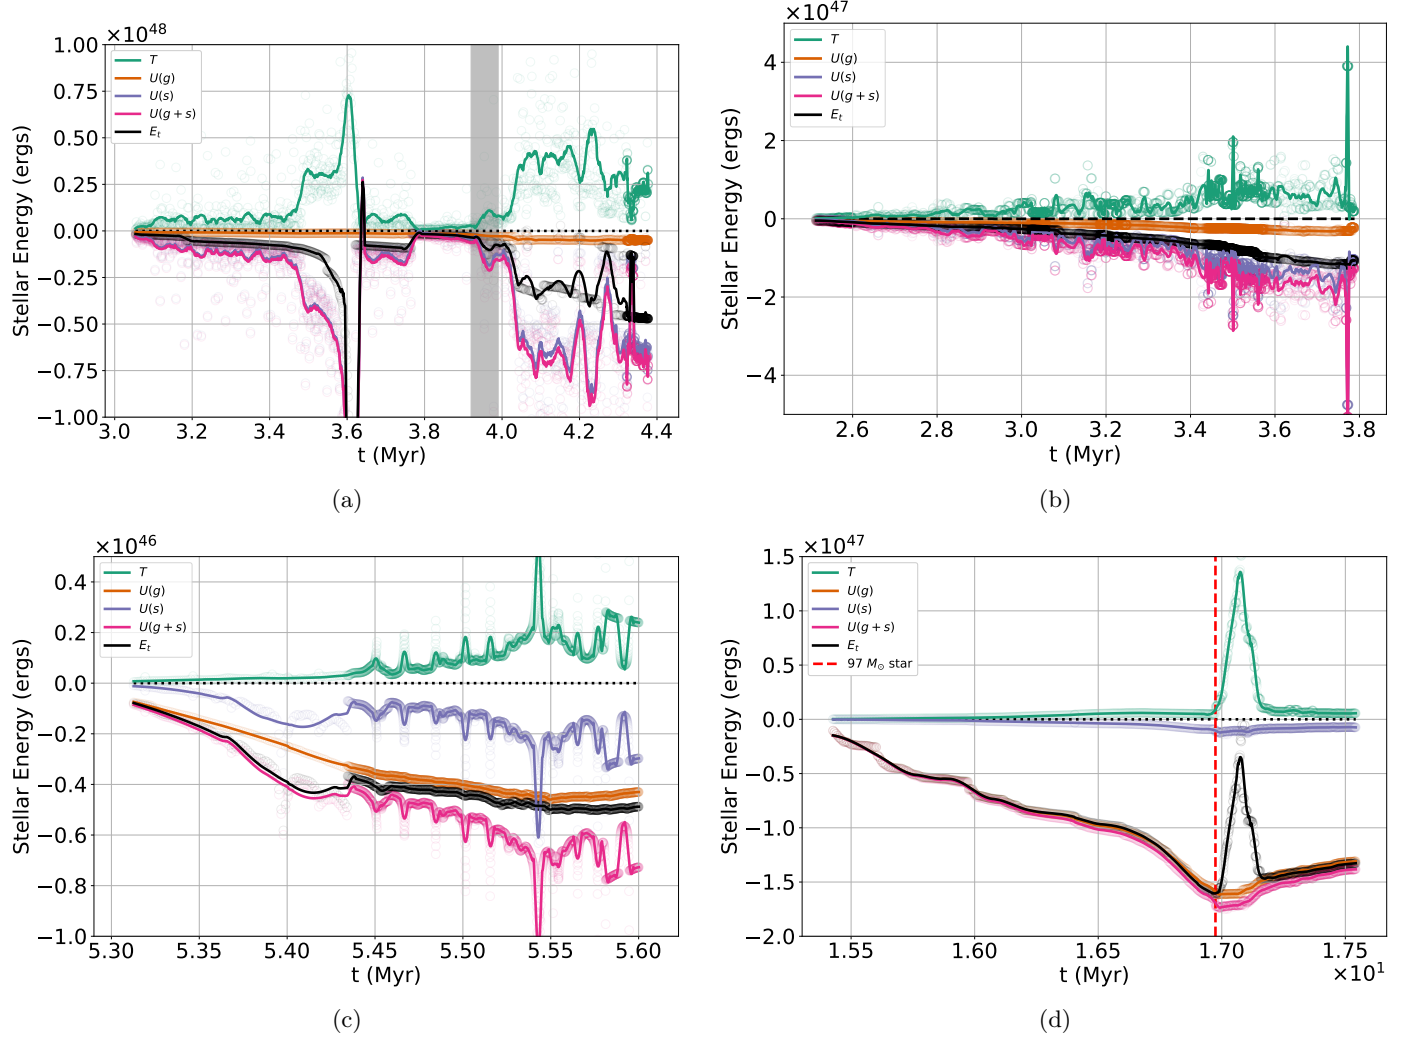 ×10^48
Stellar Energy (ergs)
1.00
0.75
0.50
0.25
0.00
−0.25
−0.50
−0.75
−1.00
T
U(g)
U(s)
U(g + s)
E_t
3.0 3.2 3.4 3.6 3.8 4.0 4.2 4.4
t (Myr)
(a)
×10^47
Stellar Energy (ergs)
4
2
0
−2
−4
T
U(g)
U(s)
U(g + s)
E_t
2.6 2.8 3.0 3.2 3.4 3.6 3.8
t (Myr)
(b)
×10^46
Stellar Energy (ergs)
0.4
0.2
0.0
−0.2
−0.4
−0.6
−0.8
−1.0
T
U(g)
U(s)
U(g + s)
E_t
5.30 5.35 5.40 5.45 5.50 5.55 5.60
t (Myr)
(c)
×10^47
Stellar Energy (ergs)
1.5
1.0
0.5
0.0
−0.5
−1.0
−1.5
−2.0
T
U(g)
U(s)
U(g + s)
E_t
97 M_⊙ star
1.55 1.60 1.65 1.70 1.75
×10^1
t (Myr)
(d)